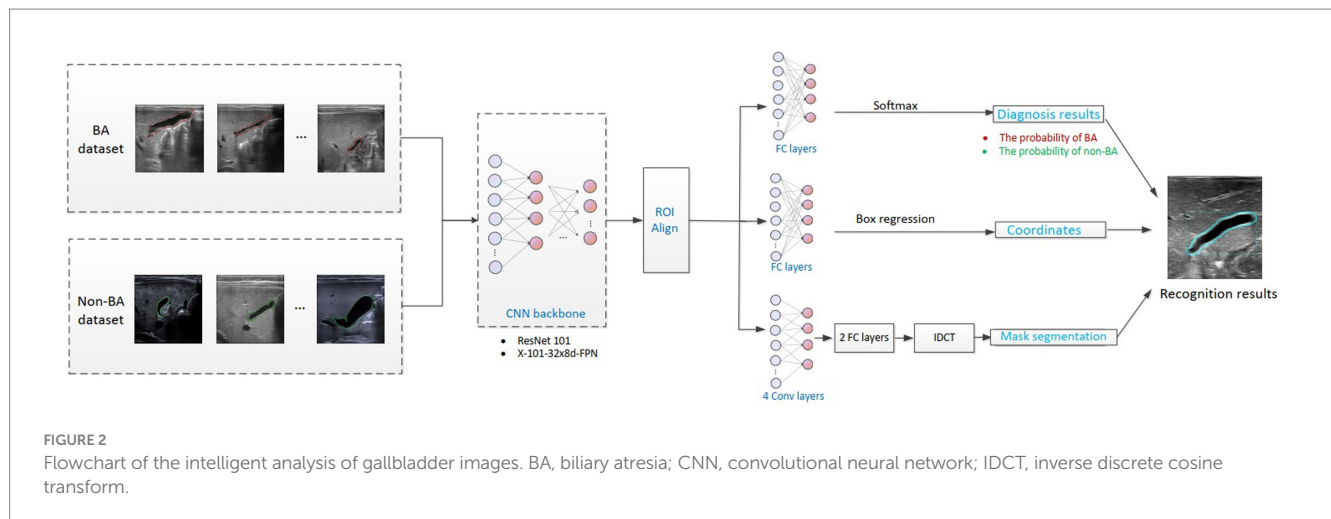 BA
dataset
...
Non-BA
dataset
...
...
CNN backbone
• ResNet 101
• X-101-32x8d-FPN
ROI
Align
FC layers
Softmax
Diagnosis results
• The probability of BA
• The probability of non-BA
FC layers
Box regression
Coordinates
4 Conv layers
2 FC layers
IDCT
Mask segmentation
Recognition results
FIGURE 2
Flowchart of the intelligent analysis of gallbladder images. BA, biliary atresia; CNN, convolutional neural network; IDCT, inverse discrete cosine
transform.